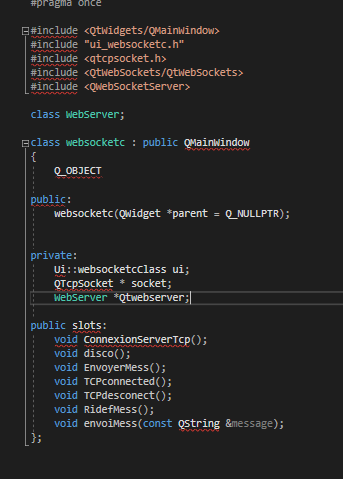 #pragma once
#include <QtWidgets/QMainWindow>
#include "ui_websocketc.h"
#include <qtcpsocket.h>
#include <QtWebSockets/QtWebSockets>
#include <QWebSocketServer>
class WebServer;
class websocketc : public QMainWindow
{
Q_OBJECT
public:
websocketc(QWidget *parent = Q_NULLPTR);
private:
Ui::websocketcClass ui;
QTcpSocket * socket;
WebServer *Qtwebserver;
public slots:
void ConnexionServerTcp();
void disco();
void EnvoyerMess();
void TCPconnected();
void TCPdesconect();
void RidefMess();
void envoiMess(const QString &message);
};